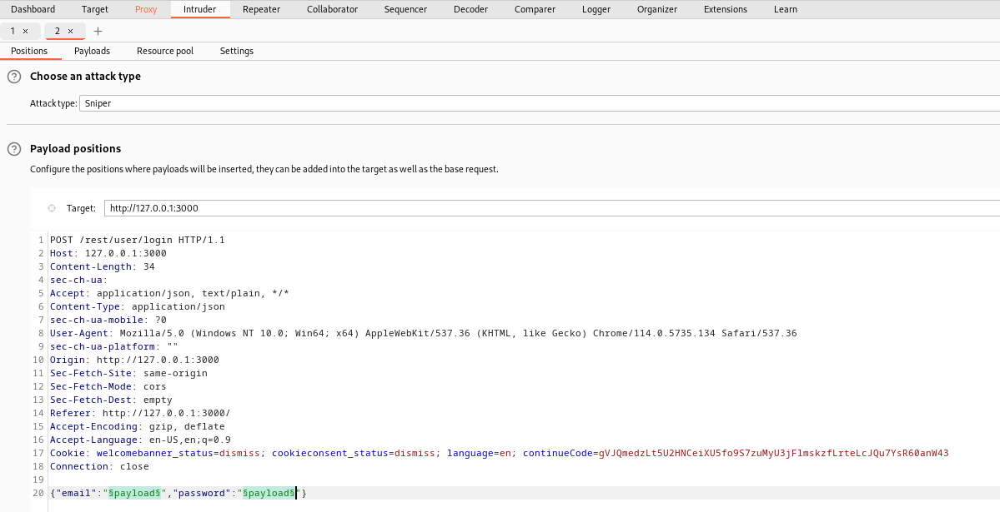 Dashboard Target Proxy Intruder Repeater Collaborator Sequencer Decoder Comparer Logger Organizer Extensions Learn
1 × 2 × +
Positions Payloads Resource pool Settings
? Choose an attack type
Attack type: Sniper
? Payload positions
Configure the positions where payloads will be inserted, they can be added into the target as well as the base request.
Target: http://127.0.0.1:3000
1 POST /rest/user/login HTTP/1.1
2 Host: 127.0.0.1:3000
3 Content-Length: 34
4 sec-ch-ua:
5 Accept: application/json, text/plain, */*
6 Content-Type: application/json
7 sec-ch-ua-mobile: ?0
8 User-Agent: Mozilla/5.0 (Windows NT 10.0; Win64; x64) AppleWebKit/537.36 (KHTML, like Gecko) Chrome/114.0.5735.134 Safari/537.36
9 sec-ch-ua-platform: ""
10 Origin: http://127.0.0.1:3000
11 Sec-Fetch-Site: same-origin
12 Sec-Fetch-Mode: cors
13 Sec-Fetch-Dest: empty
14 Referer: http://127.0.0.1:3000/
15 Accept-Encoding: gzip, deflate
16 Accept-Language: en-US,en;q=0.9
17 Cookie: welcomebanner_status=dismiss; cookieconsent_status=dismiss; language=en; continueCode=gVJQmedzLt5U2HNCeiXU5fo9S7zuMyU3jF1mskzfLrteLcJQu7YsR60anW43
18 Connection: close
19
20 {"email":"§payload§","password":"§payload§"}